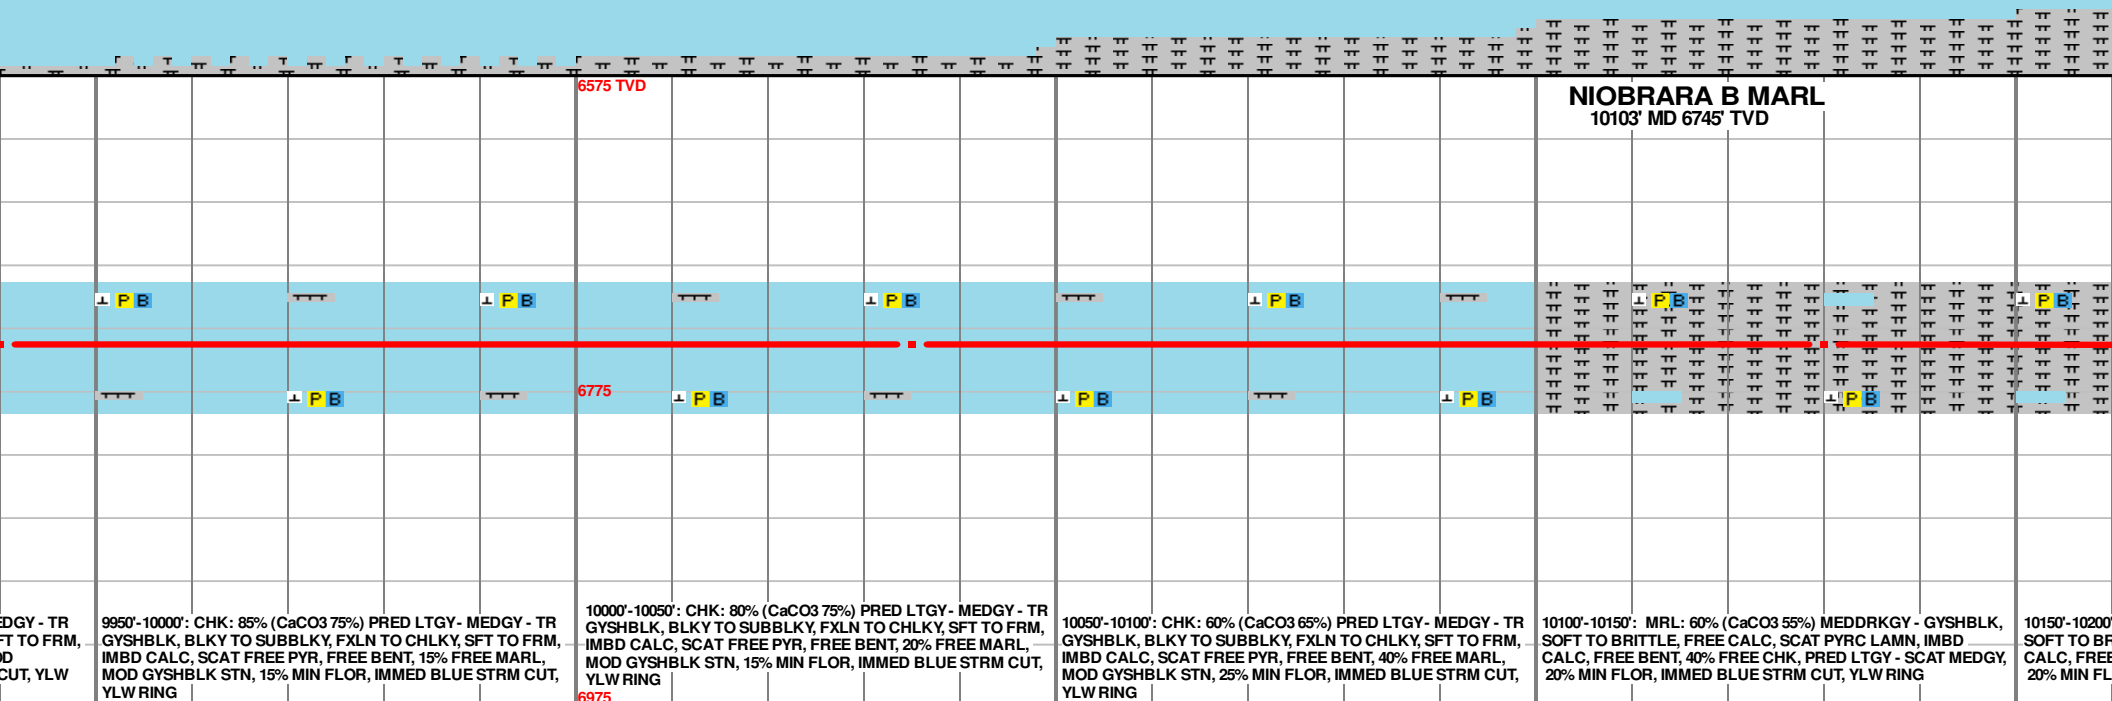 6575 TVD
NIOBRARA B MARL
10103' MD 6745' TVD
P B
P B
P B
P B
P B
P B
6775
P B
P B
P B
P B
P B
EDGY - TR
FT TO FRM,
OD
CUT, YLW
9950'-10000': CHK: 85% (CaCO3 75%) PRED LTGY - MEDGY - TR
GYSHBLK, BLKY TO SUBBLKY, FXLN TO CHLKY, SFT TO FRM,
IMBD CALC, SCAT FREE PYR, FREE BENT, 15% FREE MARL,
MOD GYSHBLK STN, 15% MIN FLOR, IMMED BLUE STRM CUT,
YLW RING
10000'-10050': CHK: 80% (CaCO3 75%) PRED LTGY - MEDGY - TR
GYSHBLK, BLKY TO SUBBLKY, FXLN TO CHLKY, SFT TO FRM,
IMBD CALC, SCAT FREE PYR, FREE BENT, 20% FREE MARL,
MOD GYSHBLK STN, 15% MIN FLOR, IMMED BLUE STRM CUT,
YLW RING
6975
10050'-10100': CHK: 60% (CaCO3 65%) PRED LTGY - MEDGY - TR
GYSHBLK, BLKY TO SUBBLKY, FXLN TO CHLKY, SFT TO FRM,
IMBD CALC, SCAT FREE PYR, FREE BENT, 40% FREE MARL,
MOD GYSHBLK STN, 25% MIN FLOR, IMMED BLUE STRM CUT,
YLW RING
10100'-10150': MRL: 60% (CaCO3 55%) MEDDRKGY - GYSHBLK,
SOFT TO BRITTLE, FREE CALC, SCAT PYRC LAMN, IMBD
CALC, FREE BENT, 40% FREE CHK, PRED LTGY - SCAT MEDGY,
20% MIN FLOR, IMMED BLUE STRM CUT, YLW RING
10150'-10200'
SOFT TO BR
CALC, FREE
20% MIN FL